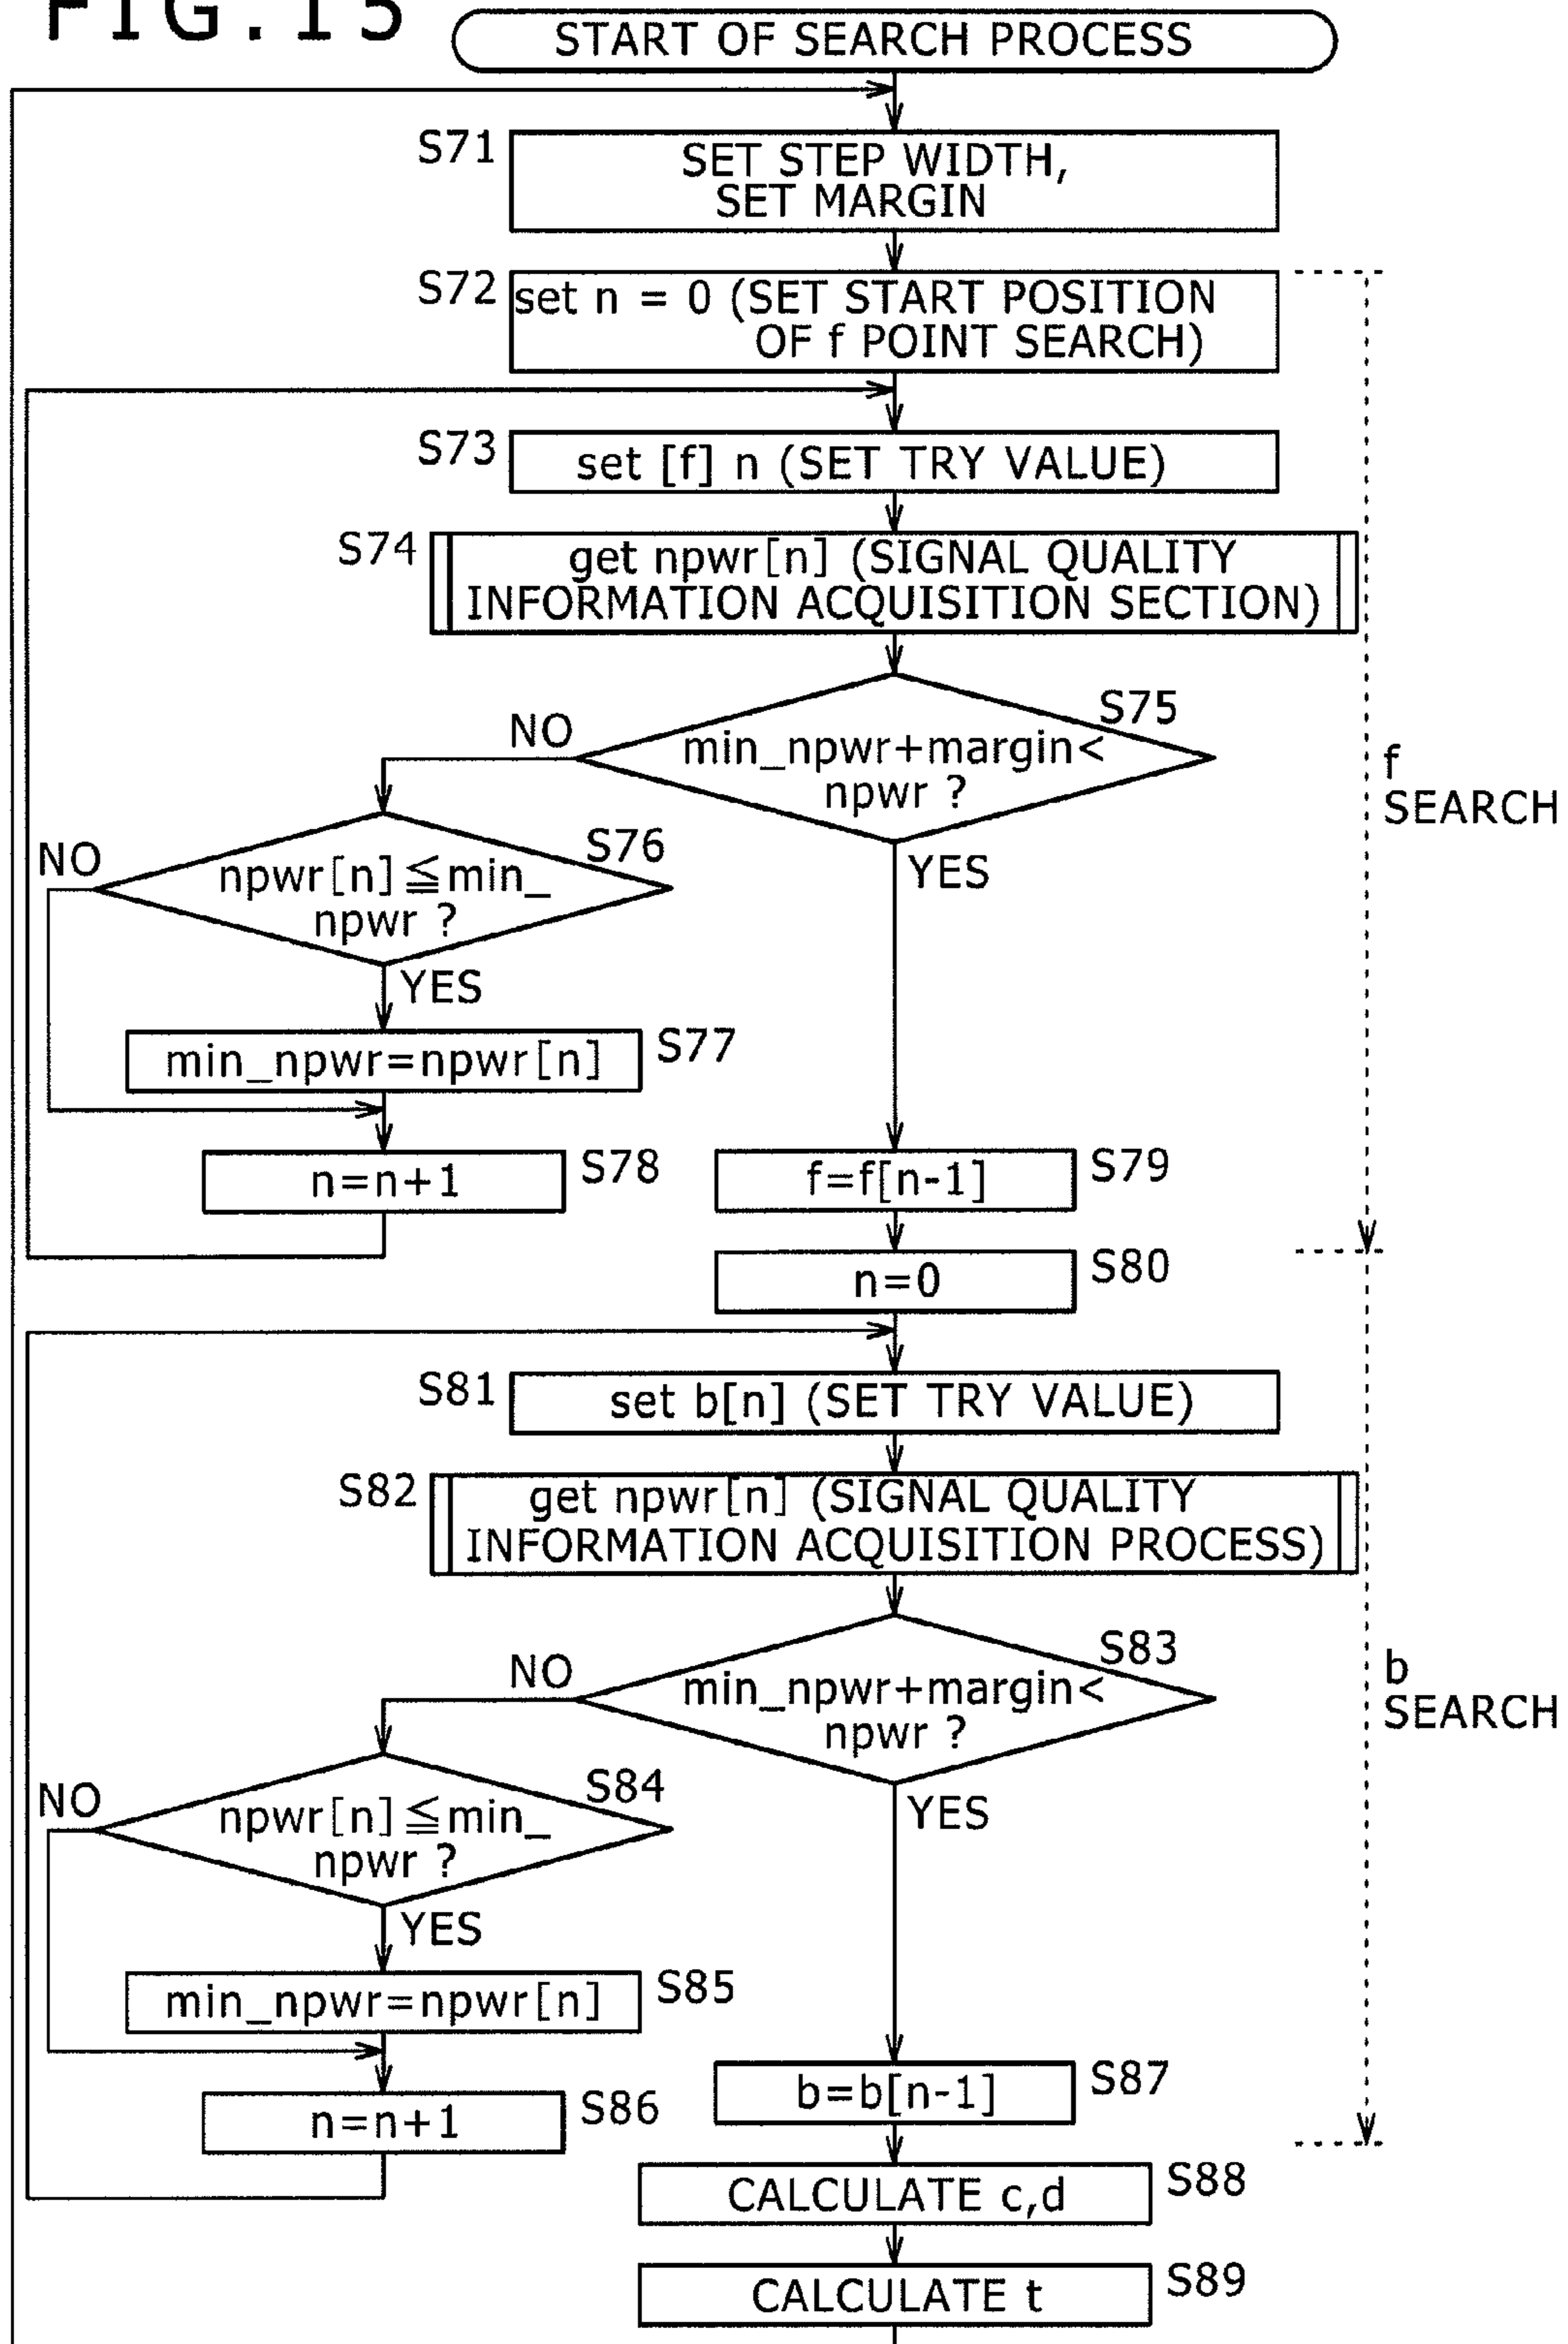 FIG.15
START OF SEARCH PROCESS
S71
SET STEP WIDTH,
SET MARGIN
S72
set n = 0 (SET START POSITION
OF f POINT SEARCH)
S73
set [f] n (SET TRY VALUE)
S74
get npwr[n] (SIGNAL QUALITY
INFORMATION ACQUISITION SECTION)
S75
NO
min_npwr+margin<
npwr ?
f
SEARCH
S76
NO
npwr[n]≦min_
npwr ?
YES
YES
min_npwr=npwr[n]
S77
n=n+1
S78
f=f[n-1]
S79
n=0
S80
S81
set b[n] (SET TRY VALUE)
S82
get npwr[n] (SIGNAL QUALITY
INFORMATION ACQUISITION PROCESS)
S83
NO
min_npwr+margin<
npwr ?
b
SEARCH
S84
NO
npwr[n]≦min_
npwr ?
YES
YES
min_npwr=npwr[n]
S85
b=b[n-1]
S87
n=n+1
S86
CALCULATE c,d
S88
CALCULATE t
S89